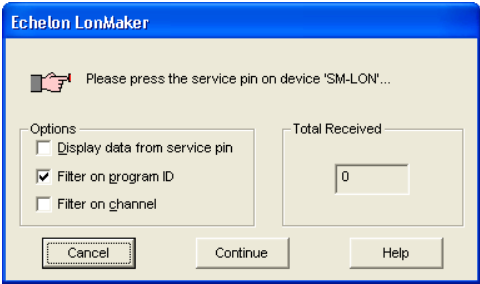 Echelon LonMaker
Please press the service pin on device 'SM-LON'...
Options
Display data from service pin
Filter on program ID
Filter on channel
Total Received
0
Cancel
Continue
Help